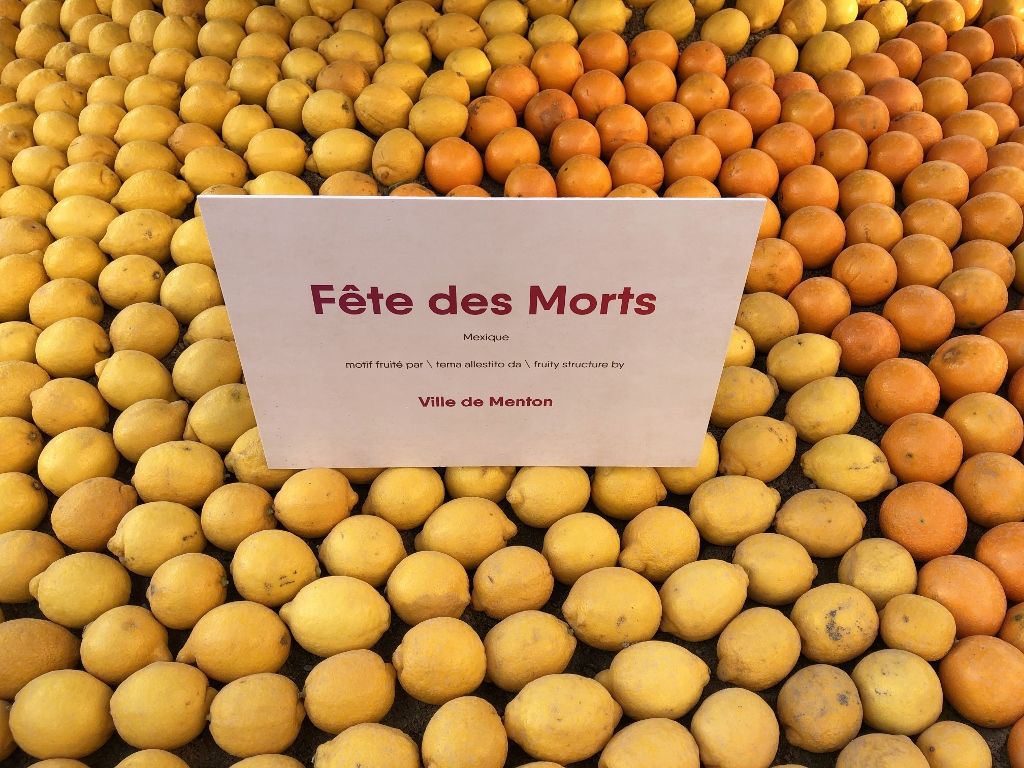 Fête des Morts
Mexique
motif fruité par \ tema allestito da \ fruity structure by
Ville de Menton